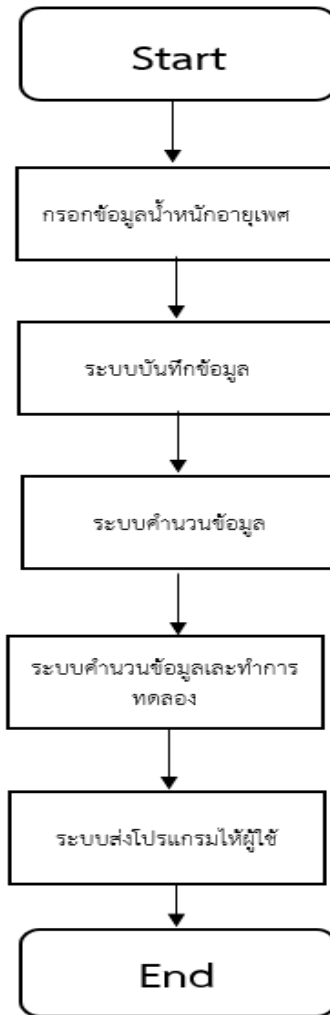 Start
กรอกข้อมูลน้ำหนักอายุเพศ
ระบบบันทึกข้อมูล
ระบบคำนวนข้อมูล
ระบบคำนวนข้อมูลและทำการ
ทดลอง
ระบบส่งโปรแกรมไห้ผู้ใช้
End